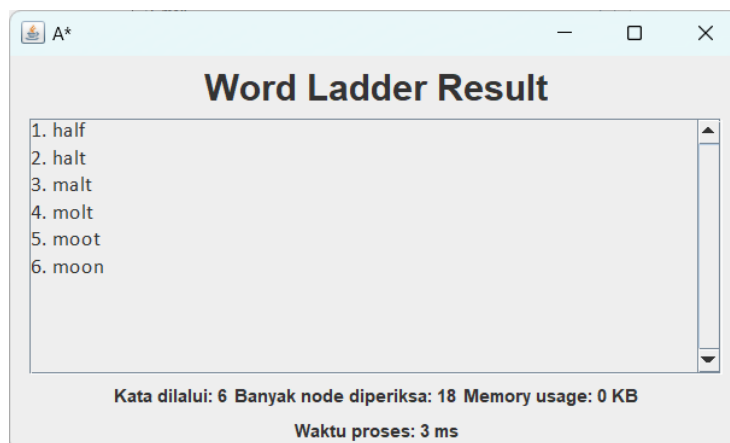 A*
Word Ladder Result
1. half
2. halt
3. malt
4. molt
5. moot
6. moon
Kata dilalui: 6 Banyak node diperiksa: 18 Memory usage: 0 KB
Waktu proses: 3 ms